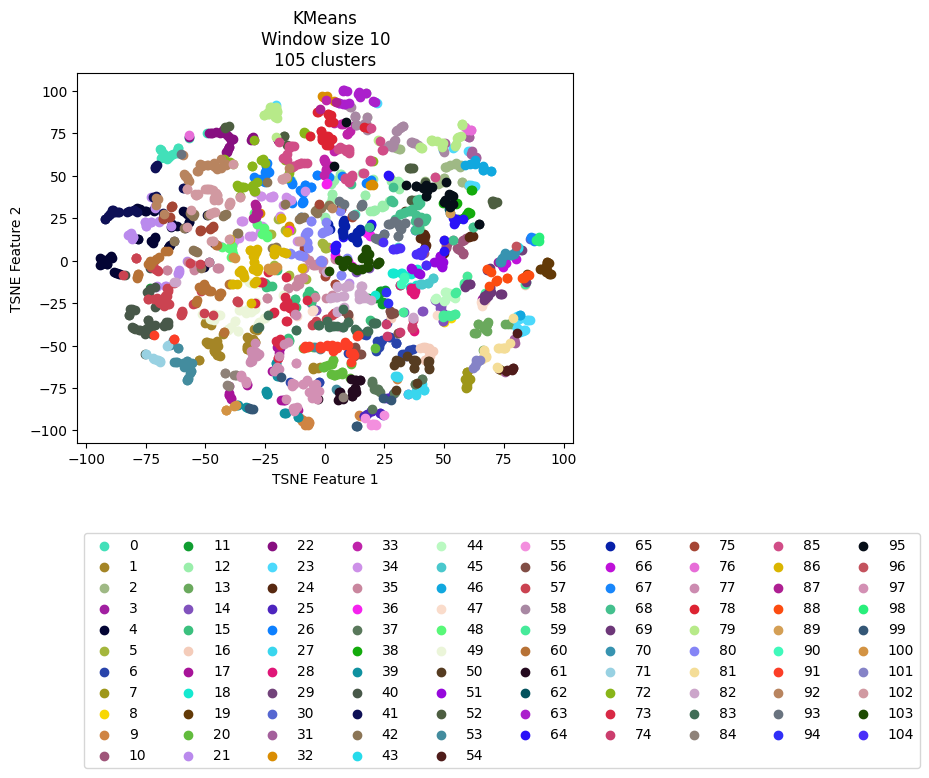 KMeans
Window size 10
105 clusters
100
75
50
25
0
−25
−50
−75
−100
TSNE Feature 2
−100 −75 −50 −25 0 25 50 75 100
TSNE Feature 1
0 11 22 33 44 55 65 75 85 95
1 12 23 34 45 56 66 76 86 96
2 13 24 35 46 57 67 77 87 97
3 14 25 36 47 58 68 78 88 98
4 15 26 37 48 59 69 79 89 99
5 16 27 38 49 60 70 80 90 100
6 17 28 39 50 61 71 81 91 101
7 18 29 40 51 62 72 82 92 102
8 19 30 41 52 63 73 83 93 103
9 20 31 42 53 64 74 84 94 104
10 21 32 43 54